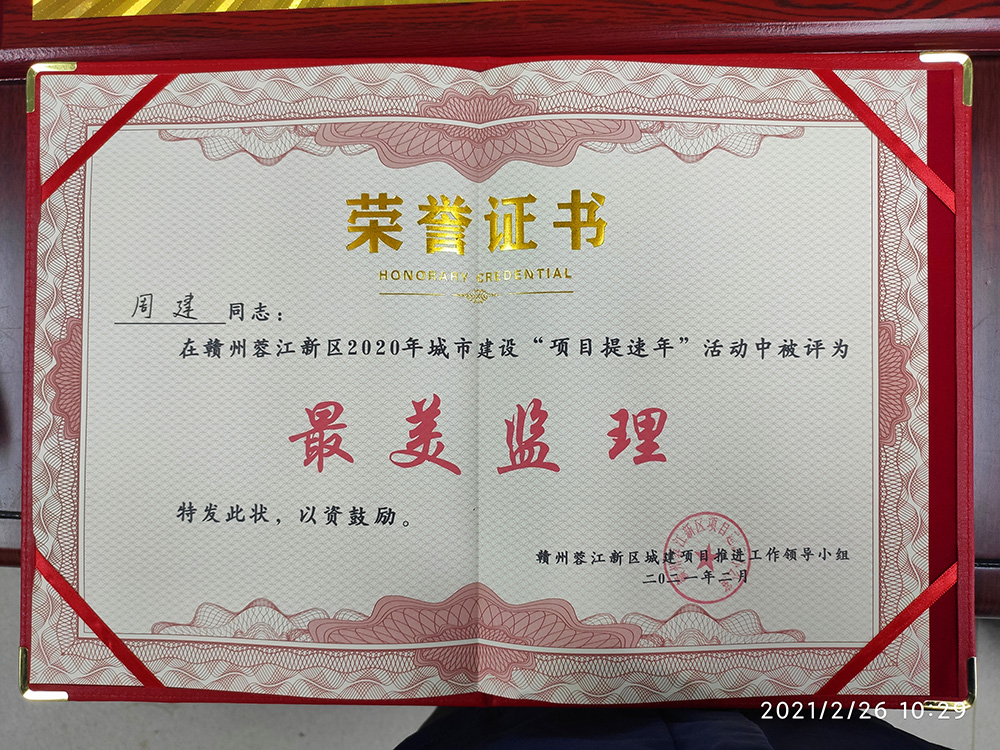 荣誉证书
HONORARY CREDENTIAL
周建 同志：
在赣州蓉江新区2020年城市建设“项目提速年”活动中被评为
最美监理
特发此状，以资鼓励。
赣州蓉江新区城建项目推进工作领导小组
二〇二一年二月
2021/2/26 10:29